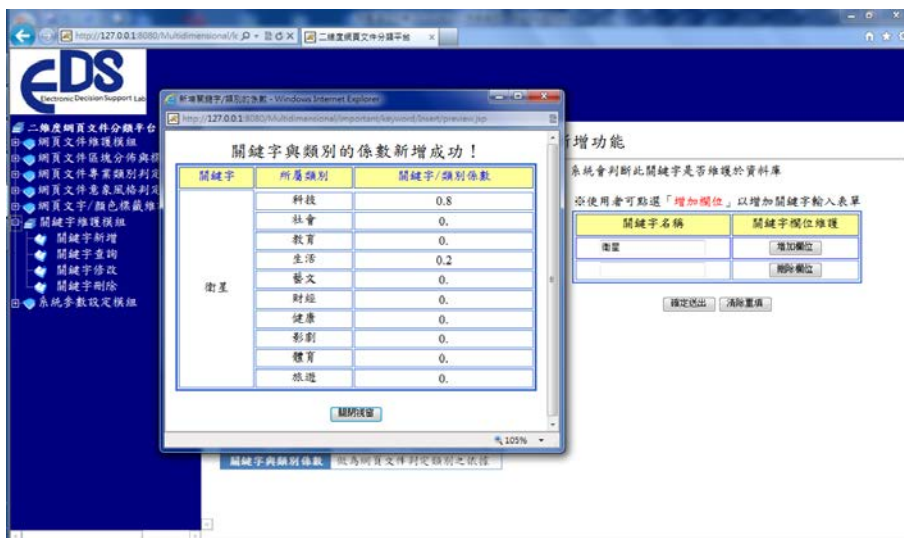 http://127.0.0.1:8080/Multidimensional/k
二維度網頁文件分類平台
EDS
Electronic Decision Support Lab
二維度網頁文件分類平台
網頁文件維護模組
網頁文件區塊分佈與
網頁文件專業類別判定
網頁文件意象風格判定
網頁文字/顏色標籤維
關鍵字維護模組
關鍵字新增
關鍵字查詢
關鍵字修改
關鍵字刪除
系統參數設定模組
新增關鍵字/類別的係數 - Windows Internet Explorer
http://127.0.0.1:8080/Multidimensional/important/keyword/Insert/preview.jsp
關鍵字與類別的係數新增成功！
關鍵字 所屬類別 關鍵字/類別係數
衛星
科技 0.8
社會 0.
教育 0.
生活 0.2
藝文 0.
財經 0.
健康 0.
影劇 0.
體育 0.
旅遊 0.
關閉視窗
105%
增功能
系統會判斷此關鍵字是否維護於資料庫
※使用者可點選「增加欄位」以增加關鍵字輸入表單
關鍵字名稱 關鍵字欄位維護
衛星 增加欄位
刪除欄位
確定送出 清除重填
關鍵字與類別係數 做為網頁文件判定類別之依據